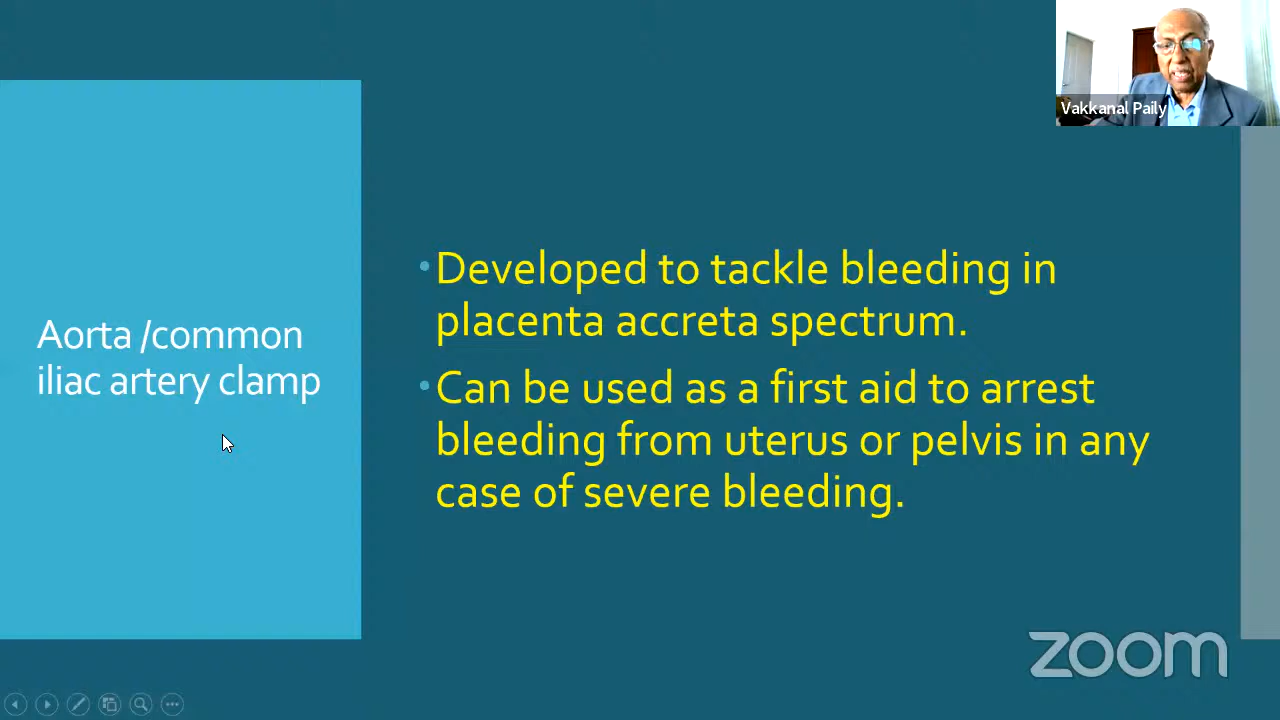 Vakkanal Paily
Aorta /common
iliac artery clamp
•Developed to tackle bleeding in
placenta accreta spectrum.
•Can be used as a first aid to arrest
bleeding from uterus or pelvis in any
case of severe bleeding.
zoom